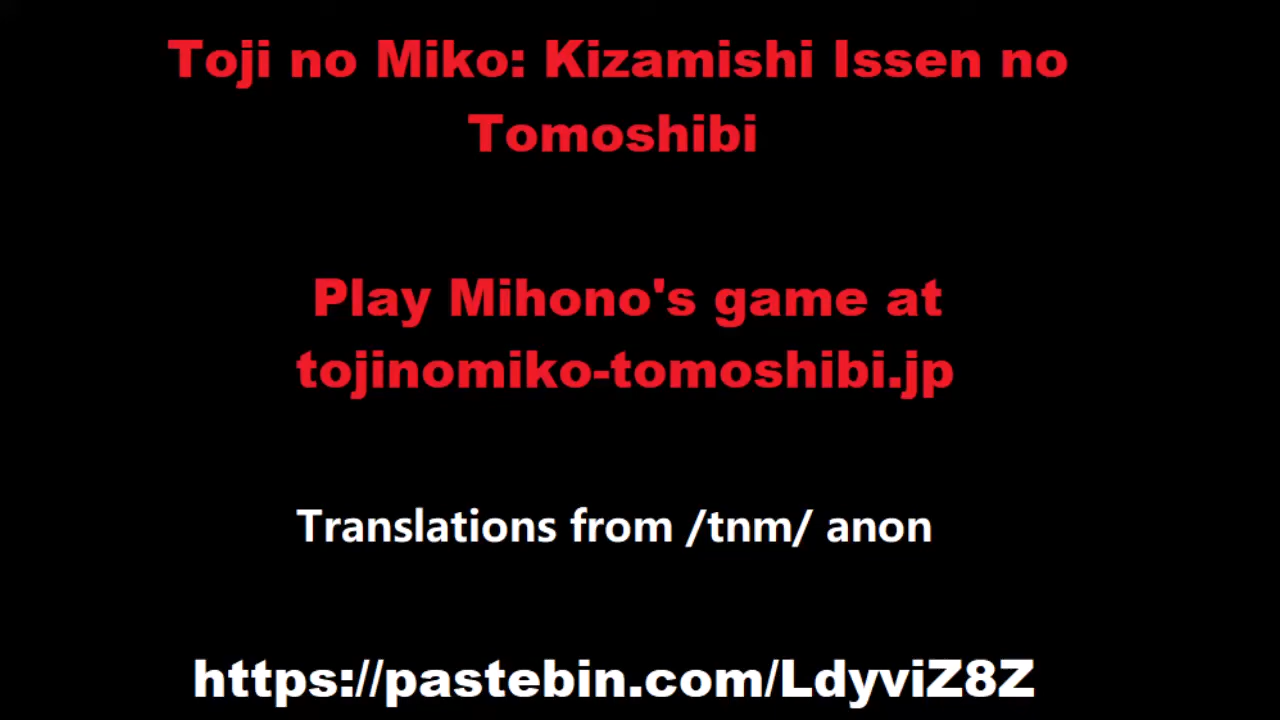 Toji no Miko: Kizamishi Issen no
Tomoshibi
Play Mihono's game at
tojinomiko-tomoshibi.jp
Translations from /tnm/ anon
https://pastebin.com/LdyviZ8Z